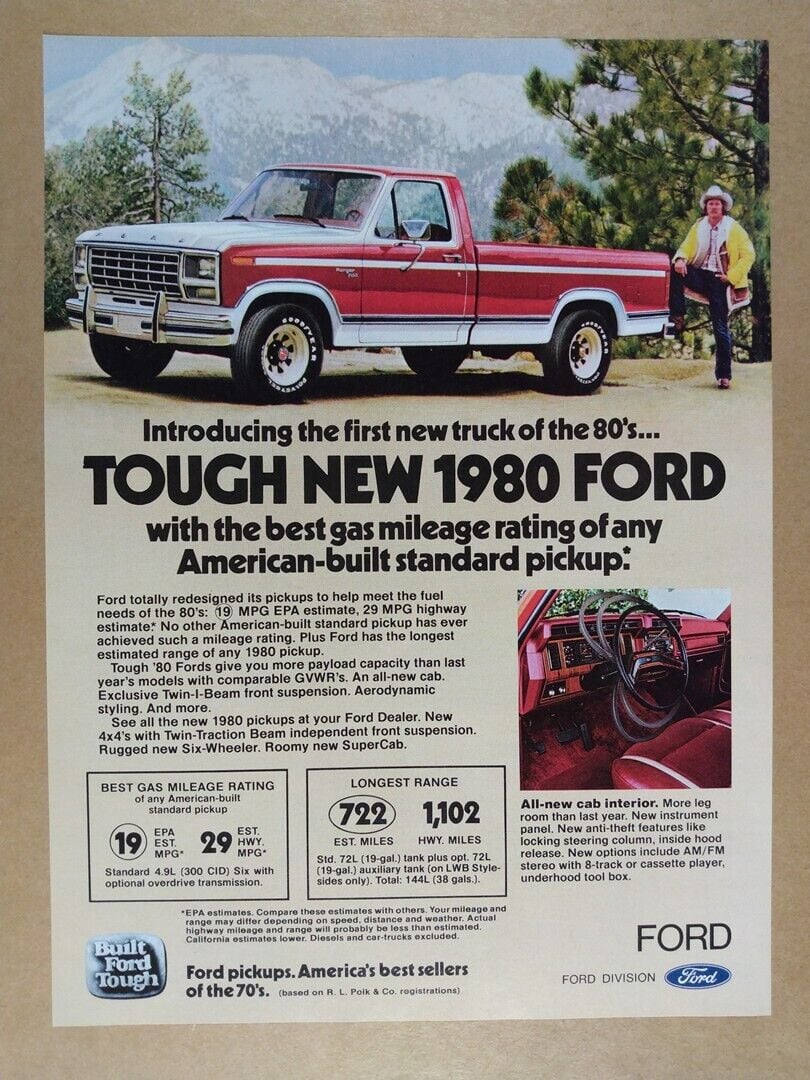 FORD
Ranger
GOODYEAR
POLYSTEEL
GOODYEAR
Introducing the first new truck of the 80's...
TOUGH NEW 1980 FORD
with the best gas mileage rating of any
American-built standard pickup.*
Ford totally redesigned its pickups to help meet the fuel
needs of the 80's: 19 MPG EPA estimate, 29 MPG highway
estimate.* No other American-built standard pickup has ever
achieved such a mileage rating. Plus Ford has the longest
estimated range of any 1980 pickup.
Tough '80 Fords give you more payload capacity than last
year's models with comparable GVWR's. An all-new cab.
Exclusive Twin-I-Beam front suspension. Aerodynamic
styling. And more.
See all the new 1980 pickups at your Ford Dealer. New
4x4's with Twin-Traction Beam independent front suspension.
Rugged new Six-Wheeler. Roomy new SuperCab.
BEST GAS MILEAGE RATING
of any American-built
standard pickup
19 EPA EST. MPG* 29 EST. HWY. MPG*
Standard 4.9L (300 CID) Six with
optional overdrive transmission.
LONGEST RANGE
722 1,102
EST. MILES HWY. MILES
Std. 72L (19-gal.) tank plus opt. 72L
(19-gal.) auxiliary tank (on LWB Style-
sides only). Total: 144L (38 gals.).
All-new cab interior. More leg
room than last year. New instrument
panel. New anti-theft features like
locking steering column, inside hood
release. New options include AM/FM
stereo with 8-track or cassette player,
underhood tool box.
*EPA estimates. Compare these estimates with others. Your mileage and
range may differ depending on speed, distance and weather. Actual
highway mileage and range will probably be less than estimated.
California estimates lower. Diesels and car-trucks excluded.
Built
Ford
Tough
Ford pickups. America's best sellers
of the 70's. (based on R. L. Polk & Co. registrations)
FORD
FORD DIVISION Ford